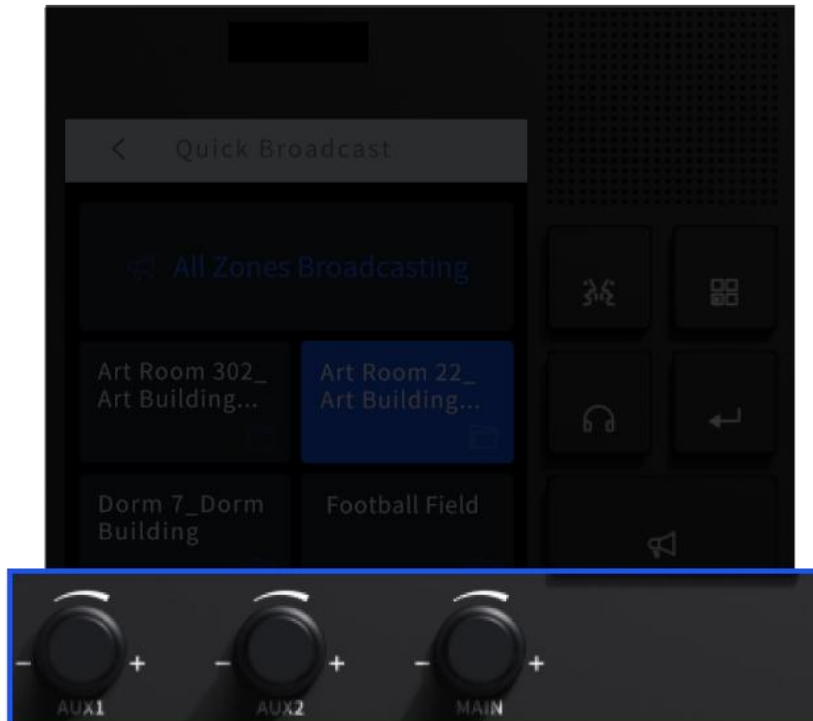 < Quick Broadcast
All Zones Broadcasting
Art Room 302_
Art Building...
Art Room 22_
Art Building...
Dorm 7_Dorm
Building
Football Field
- +
AUX1
- +
AUX2
- +
MAIN